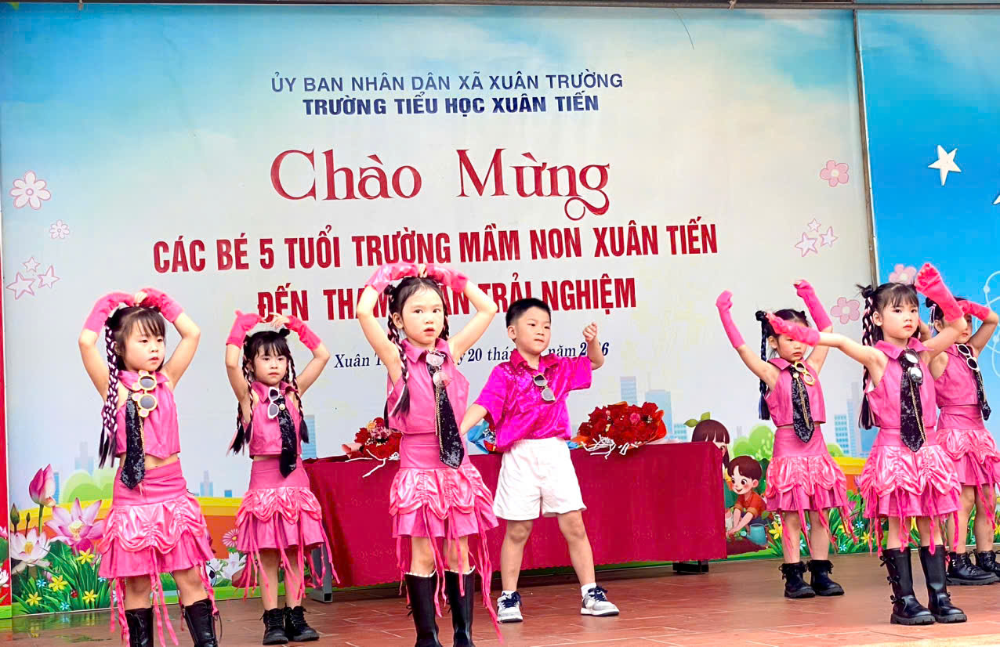 ỦY BAN NHÂN DÂN XÃ XUÂN TRƯỜNG
TRƯỜNG TIỂU HỌC XUÂN TIẾN
Chào Mừng
CÁC BÉ 5 TUỔI TRƯỜNG MẦM NON XUÂN TIẾN
ĐẾN THAM TRẢI NGHIỆM
Xuân 20